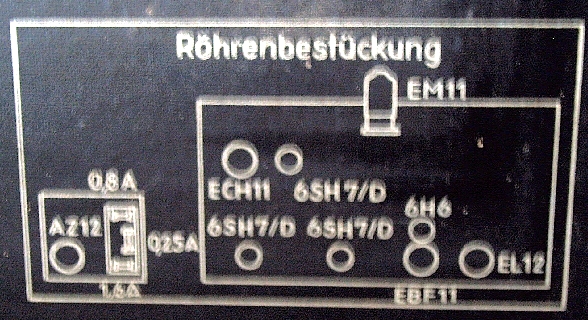 Röhrenbestückung
EM11
ECH11 6SH7/D
0,8A
AZ12
0,25A
1,6A
6SH7/D 6SH7/D 6H6
EL12
EBF11